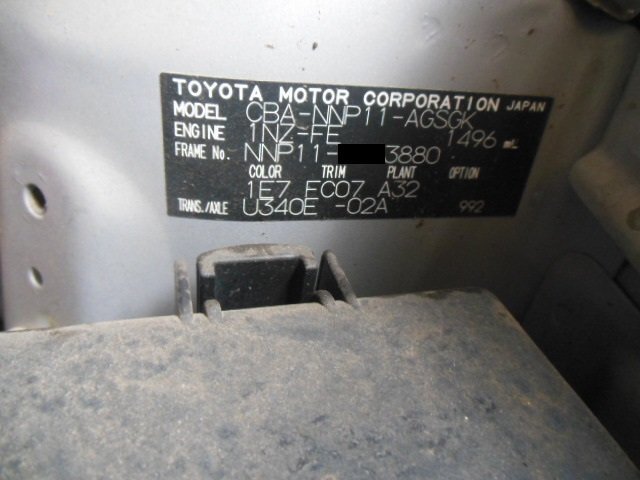 TOYOTA MOTOR CORPORATION JAPAN
MODEL CBA-NNP11-AGSGK
ENGINE 1NZ-FE 1496 mL
FRAME No. NNP11- 3880
COLOR TRIM PLANT OPTION
1E7 FC07 A32
TRANS./AXLE U340E -02A 992